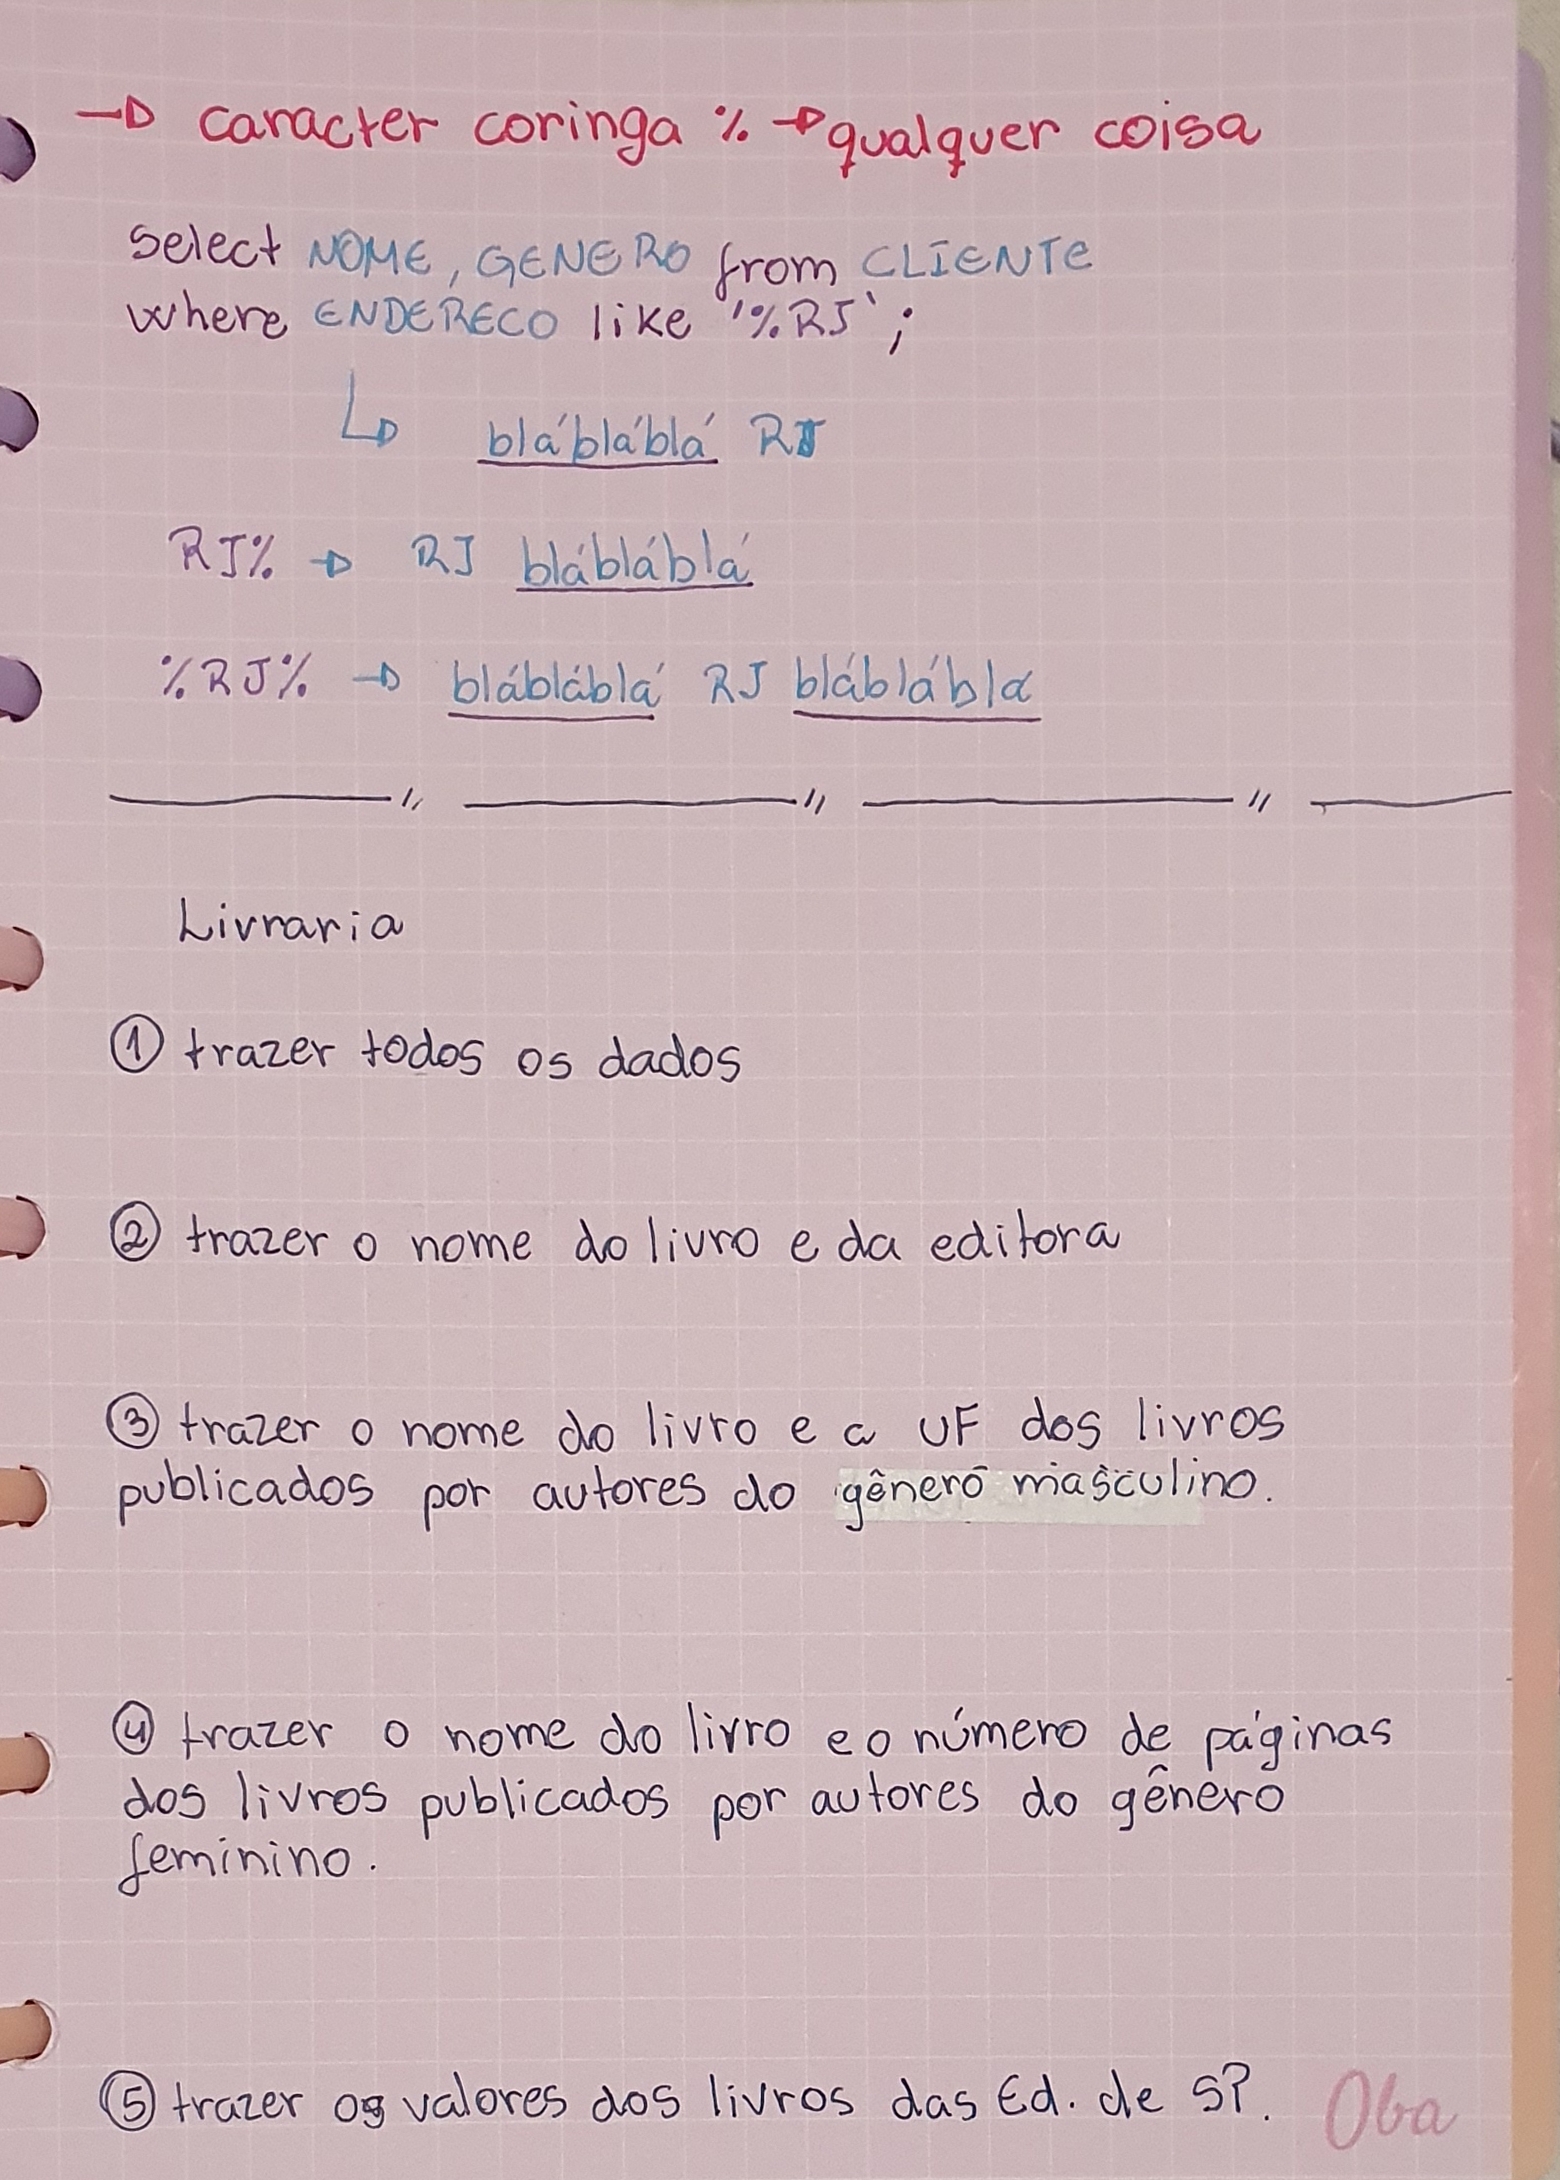 → caracter coringa % → qualquer coisa
Select NOME, GENERO from CLIENTE
where ENDERECO like '%RJ';
↳ bláblábla RJ
RJ% → RJ bláblábla
%RJ% → bláblábla RJ bláblábla
Livraria
① trazer todos os dados
② trazer o nome do livro e da editora
③ trazer o nome do livro e a UF dos livros
publicados por autores do gênero masculino.
④ trazer o nome do livro e o número de páginas
dos livros publicados por autores do gênero
feminino.
⑤ trazer os valores dos livros das Ed. de SP. Oba